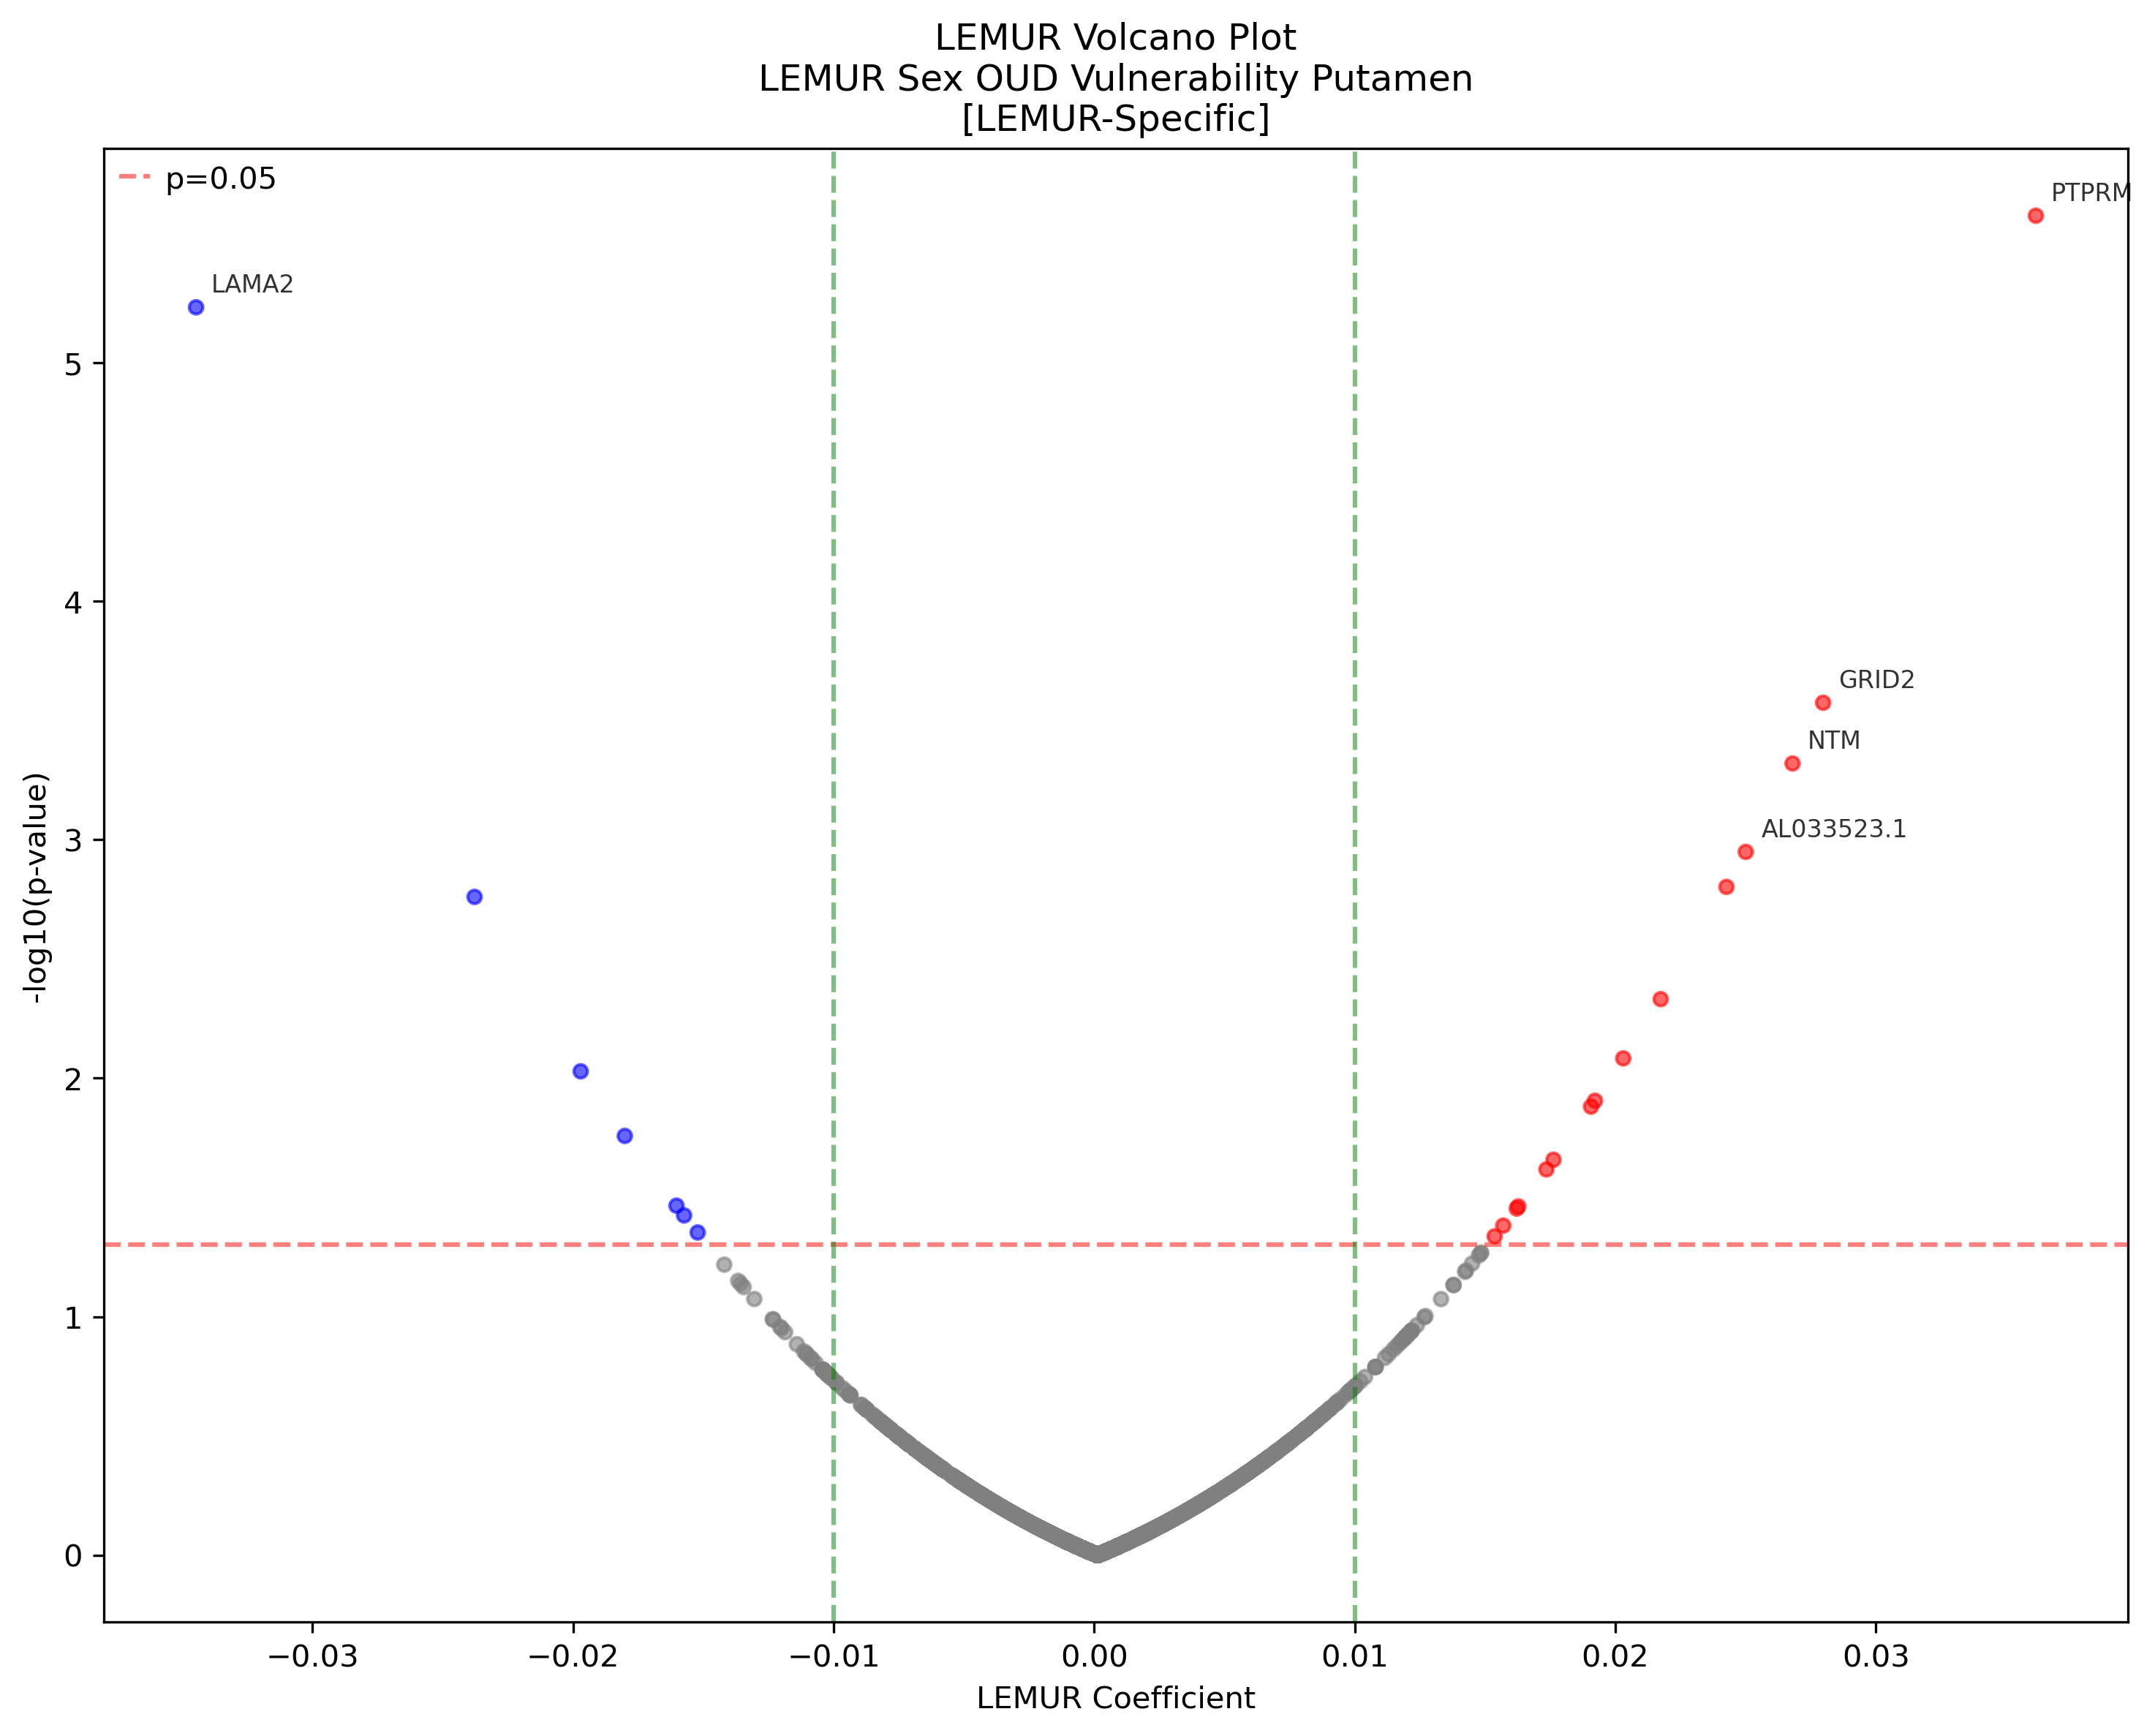 LEMUR Volcano Plot
LEMUR Sex OUD Vulnerability Putamen
[LEMUR-Specific]
p=0.05
PTPRM
LAMA2
GRID2
NTM
AL033523.1
-log10(p-value)
5
4
3
2
1
0
−0.03
−0.02
−0.01
0.00
0.01
0.02
0.03
LEMUR Coefficient